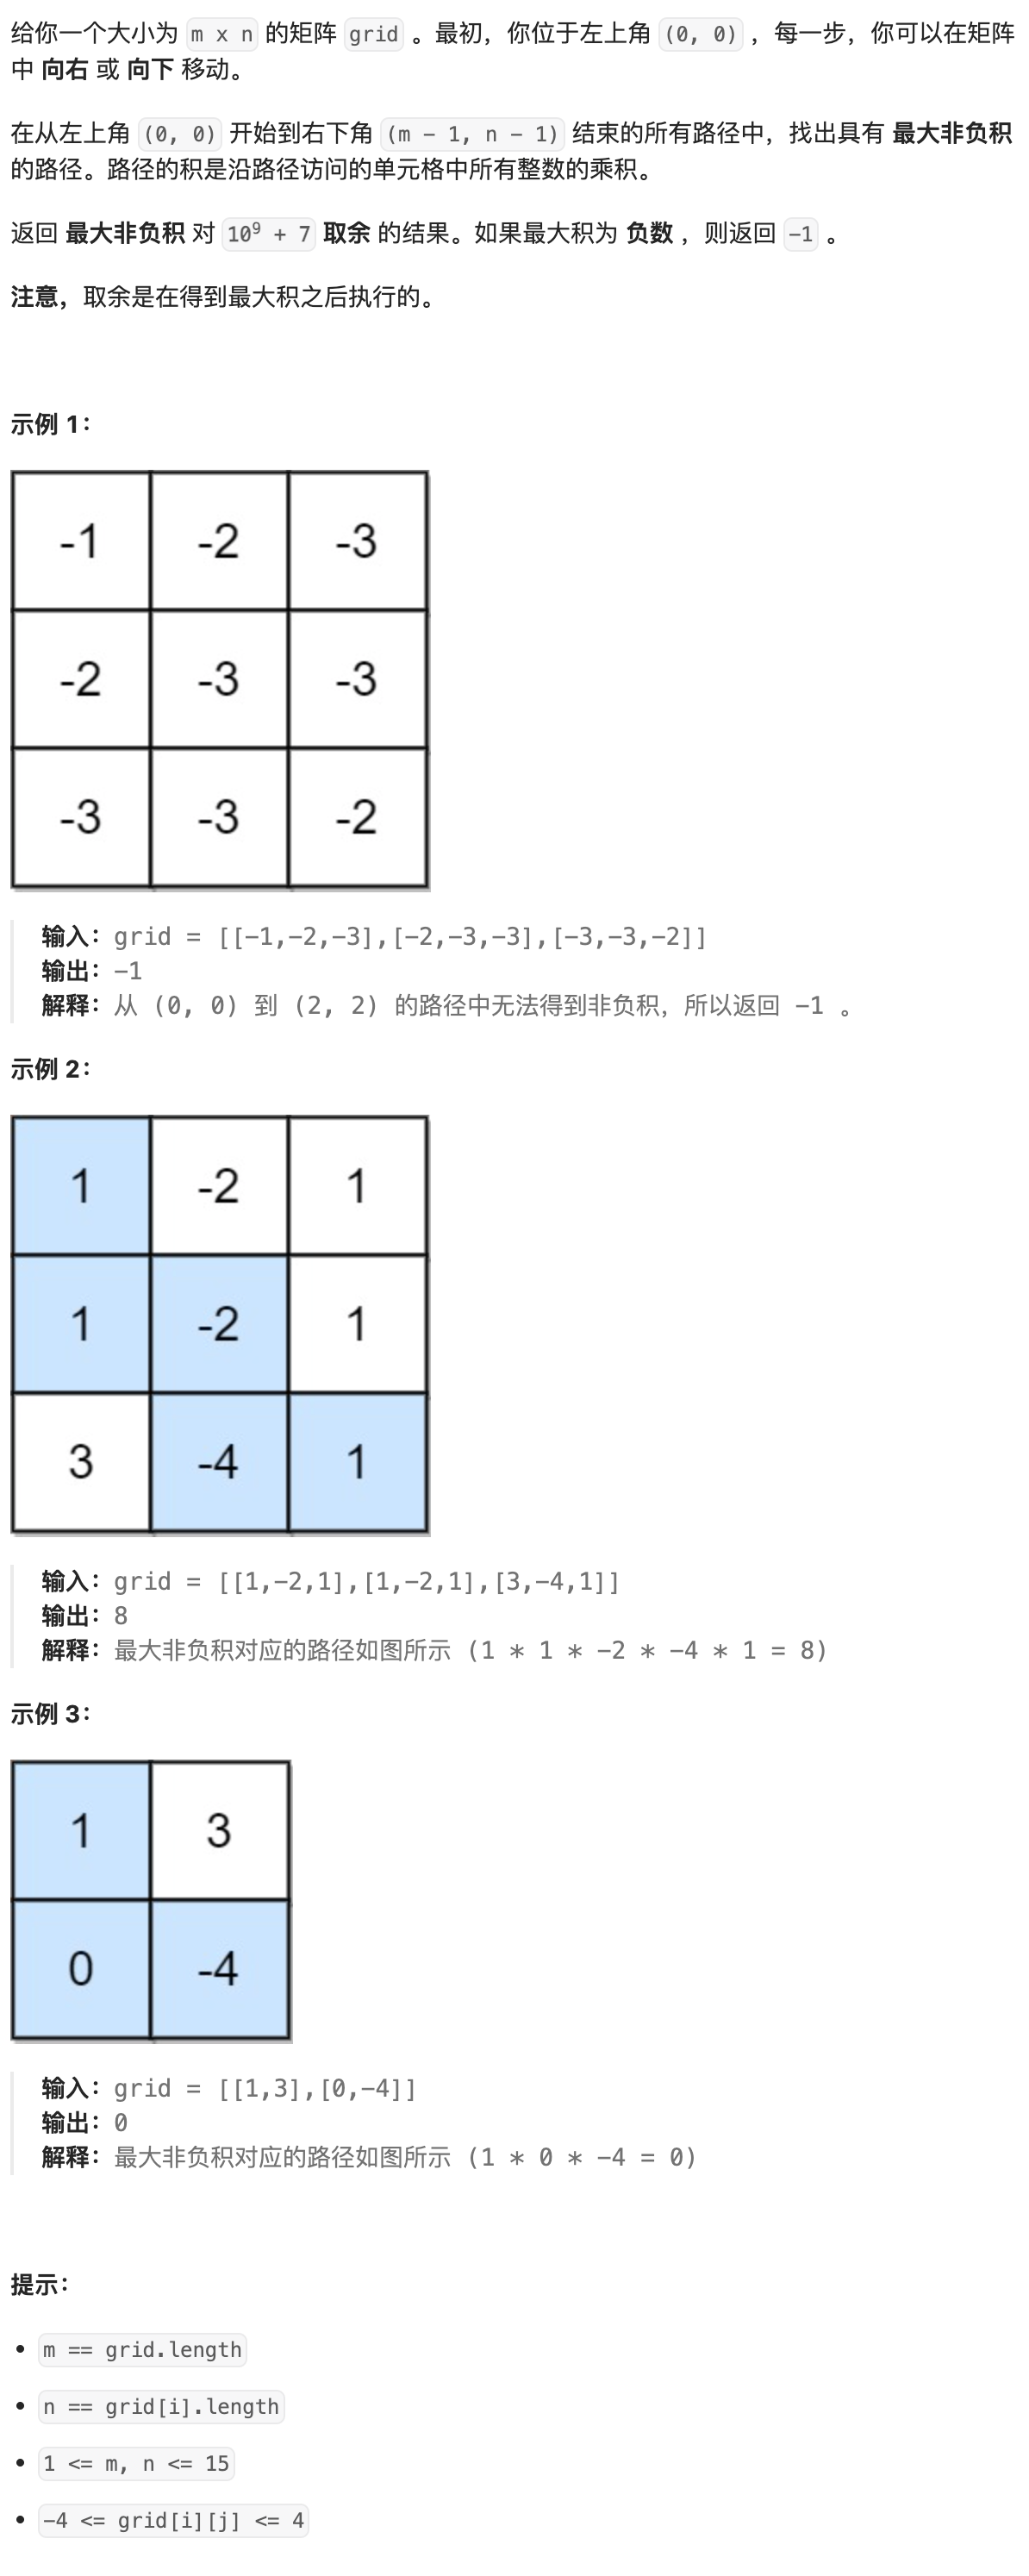 给你一个大小为 m x n 的矩阵 grid 。最初，你位于左上角 (0, 0) ，每一步，你可以在矩阵
中 向右 或 向下 移动。
在从左上角 (0, 0) 开始到右下角 (m - 1, n - 1) 结束的所有路径中，找出具有 最大非负积
的路径。路径的积是沿路径访问的单元格中所有整数的乘积。
返回 最大非负积 对 10⁹ + 7 取余 的结果。如果最大积为 负数 ，则返回 -1 。
注意，取余是在得到最大积之后执行的。
示例 1：
-1 -2 -3
-2 -3 -3
-3 -3 -2
输入：grid = [[-1,-2,-3],[-2,-3,-3],[-3,-3,-2]]
输出：-1
解释：从 (0, 0) 到 (2, 2) 的路径中无法得到非负积，所以返回 -1 。
示例 2：
1 -2 1
1 -2 1
3 -4 1
输入：grid = [[1,-2,1],[1,-2,1],[3,-4,1]]
输出：8
解释：最大非负积对应的路径如图所示 (1 * 1 * -2 * -4 * 1 = 8)
示例 3：
1 3
0 -4
输入：grid = [[1,3],[0,-4]]
输出：0
解释：最大非负积对应的路径如图所示 (1 * 0 * -4 = 0)
提示：
• m == grid.length
• n == grid[i].length
• 1 <= m, n <= 15
• -4 <= grid[i][j] <= 4